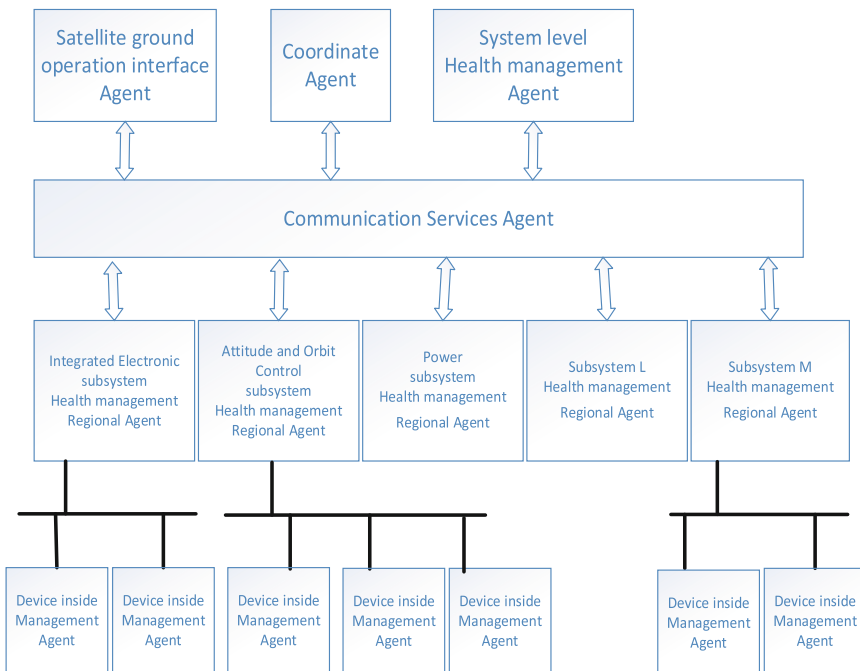 Satellite ground
operation interface
Agent
Coordinate
Agent
System level
Health management
Agent
Communication Services Agent
Integrated Electronic
subsystem
Health management
Regional Agent
Attitude and Orbit
Control
subsystem
Health management
Regional Agent
Power
subsystem
Health management
Regional Agent
Subsystem L
Health management
Regional Agent
Subsystem M
Health management
Regional Agent
Device inside
Management
Agent
Device inside
Management
Agent
Device inside
Management
Agent
Device inside
Management
Agent
Device inside
Management
Agent
Device inside
Management
Agent
Device inside
Management
Agent